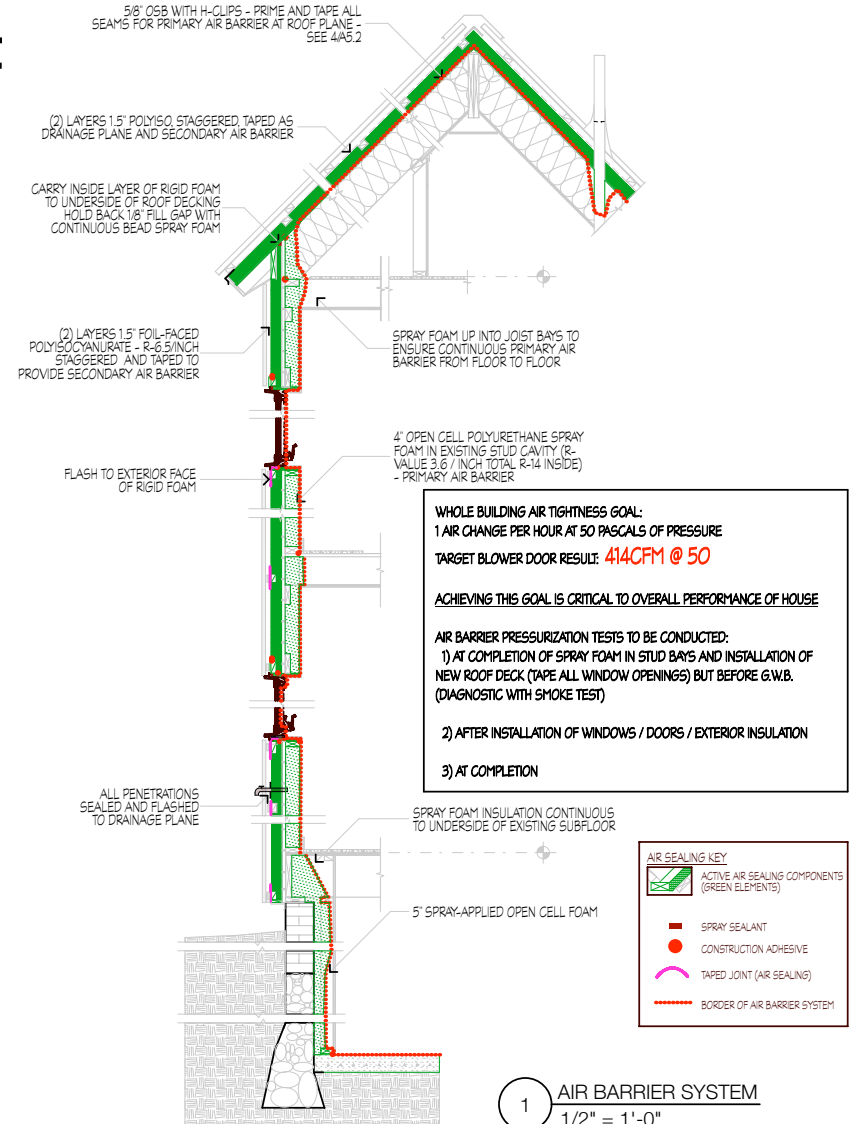 5/8" OSB WITH H-CLIPS - PRIME AND TAPE ALL
SEAMS FOR PRIMARY AIR BARRIER AT ROOF PLANE -
SEE 4/A5.2
(2) LAYERS 1.5" POLYISO, STAGGERED, TAPED AS
DRAINAGE PLANE AND SECONDARY AIR BARRIER
CARRY INSIDE LAYER OF RIGID FOAM
TO UNDERSIDE OF ROOF DECKING
HOLD BACK 1/8" FILL GAP WITH
CONTINUOUS BEAD SPRAY FOAM
(2) LAYERS 1.5" FOIL-FACED
POLYISOCYANURATE - R-6.5/INCH
STAGGERED AND TAPED TO
PROVIDE SECONDARY AIR BARRIER
SPRAY FOAM UP INTO JOIST BAYS TO
ENSURE CONTINUOUS PRIMARY AIR
BARRIER FROM FLOOR TO FLOOR
4" OPEN CELL POLYURETHANE SPRAY
FOAM IN EXISTING STUD CAVITY (R-
VALUE 3.6 / INCH TOTAL R-14 INSIDE)
- PRIMARY AIR BARRIER
FLASH TO EXTERIOR FACE
OF RIGID FOAM
WHOLE BUILDING AIR TIGHTNESS GOAL:
1 AIR CHANGE PER HOUR AT 50 PASCALS OF PRESSURE
TARGET BLOWER DOOR RESULT: 414CFM @ 50
ACHIEVING THIS GOAL IS CRITICAL TO OVERALL PERFORMANCE OF HOUSE
AIR BARRIER PRESSURIZATION TESTS TO BE CONDUCTED:
1) AT COMPLETION OF SPRAY FOAM IN STUD BAYS AND INSTALLATION OF
NEW ROOF DECK (TAPE ALL WINDOW OPENINGS) BUT BEFORE G.W.B.
(DIAGNOSTIC WITH SMOKE TEST)
2) AFTER INSTALLATION OF WINDOWS / DOORS / EXTERIOR INSULATION
3) AT COMPLETION
ALL PENETRATIONS
SEALED AND FLASHED
TO DRAINAGE PLANE
SPRAY FOAM INSULATION CONTINUOUS
TO UNDERSIDE OF EXISTING SUBFLOOR
5" SPRAY-APPLIED OPEN CELL FOAM
AIR SEALING KEY
ACTIVE AIR SEALING COMPONENTS
(GREEN ELEMENTS)
SPRAY SEALANT
CONSTRUCTION ADHESIVE
TAPED JOINT (AIR SEALING)
BORDER OF AIR BARRIER SYSTEM
1
AIR BARRIER SYSTEM
1/2" = 1'-0"